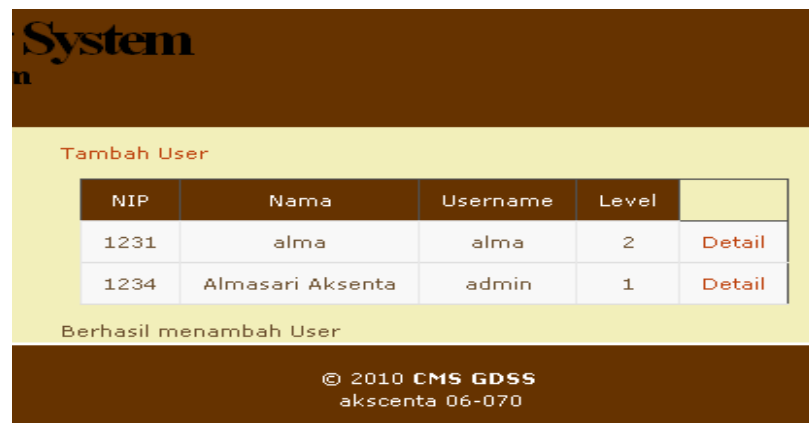 System
Tambah User
NIP Nama Username Level
1231 alma alma 2 Detail
1234 Almasari Aksenta admin 1 Detail
Berhasil menambah User
© 2010 CMS GDSS
akscenta 06-070